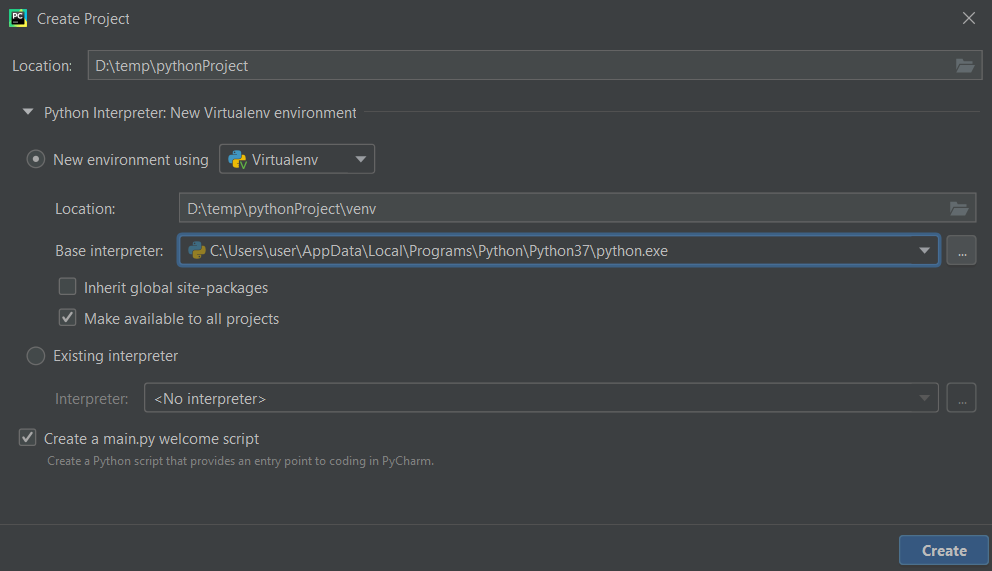 PC Create Project
Location: D:\temp\pythonProject
Python Interpreter: New Virtualenv environment
New environment using Virtualenv
Location: D:\temp\pythonProject\venv
Base interpreter: C:\Users\user\AppData\Local\Programs\Python\Python37\python.exe ...
Inherit global site-packages
Make available to all projects
Existing interpreter
Interpreter: <No interpreter> ...
Create a main.py welcome script
Create a Python script that provides an entry point to coding in PyCharm.
Create